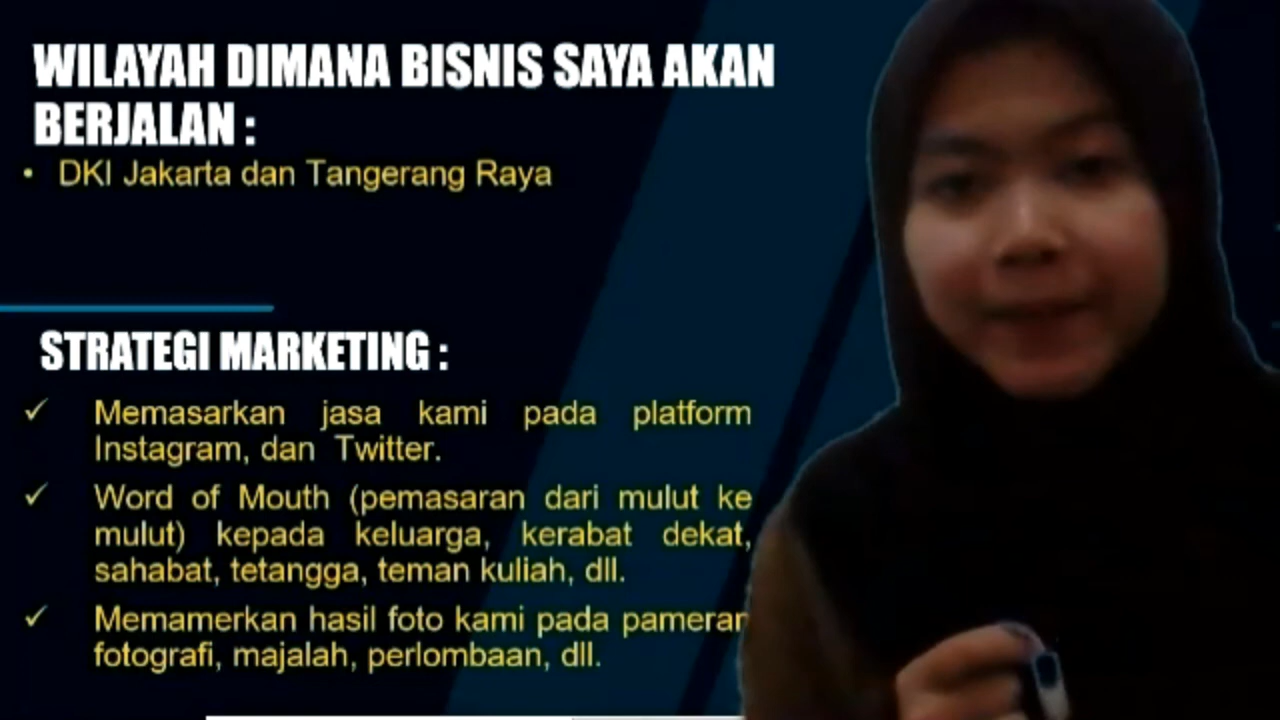 WILAYAH DIMANA BISNIS SAYA AKAN
BERJALAN :
• DKI Jakarta dan Tangerang Raya
STRATEGI MARKETING :
✓ Memasarkan jasa kami pada platform
Instagram, dan Twitter.
✓ Word of Mouth (pemasaran dari mulut ke
mulut) kepada keluarga, kerabat dekat,
sahabat, tetangga, teman kuliah, dll.
✓ Memamerkan hasil foto kami pada pameran
fotografi, majalah, perlombaan, dll.